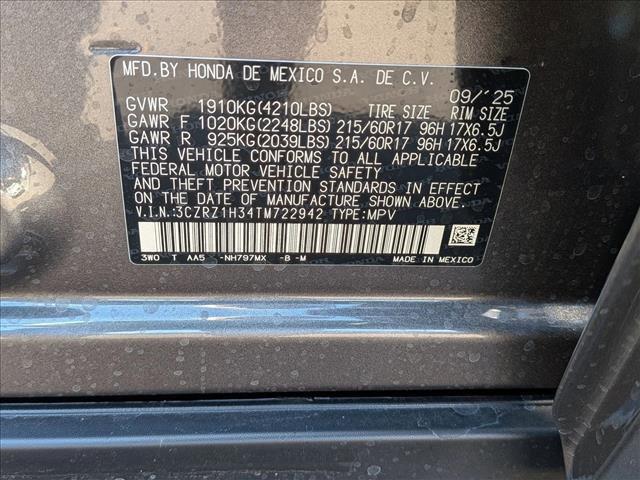 MFD.BY HONDA DE MEXICO S.A. DE C.V.
09/'25
GVWR 1910KG(4210LBS) TIRE SIZE RIM SIZE
GAWR F 1020KG(2248LBS) 215/60R17 96H 17X6.5J
GAWR R 925KG(2039LBS) 215/60R17 96H 17X6.5J
THIS VEHICLE CONFORMS TO ALL APPLICABLE
FEDERAL MOTOR VEHICLE SAFETY
AND THEFT PREVENTION STANDARDS IN EFFECT
ON THE DATE OF MANUFACTURE SHOWN ABOVE.
V.I.N:3CZRZ1H34TM722942 TYPE:MPV
3W0 T AA5 -NH797MX -B -M MADE IN MEXICO